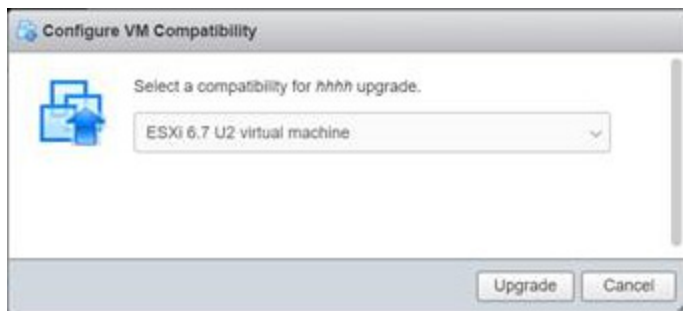 Configure VM Compatibility
Select a compatibility for hhhh upgrade.
ESXi 6.7 U2 virtual machine
Upgrade Cancel